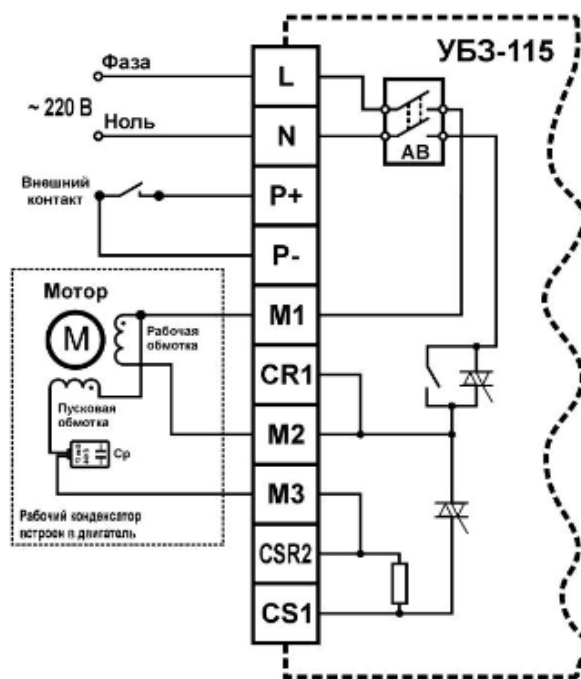 УБЗ-115
Фаза
~ 220 В
Ноль
Внешний
контакт
L
N
P+
P-
M1
CR1
M2
M3
CSR2
CS1
АВ
Мотор
М
Рабочая
обмотка
Пусковая
обмотка
Ср
Рабочий конденсатор
встроен в двигатель